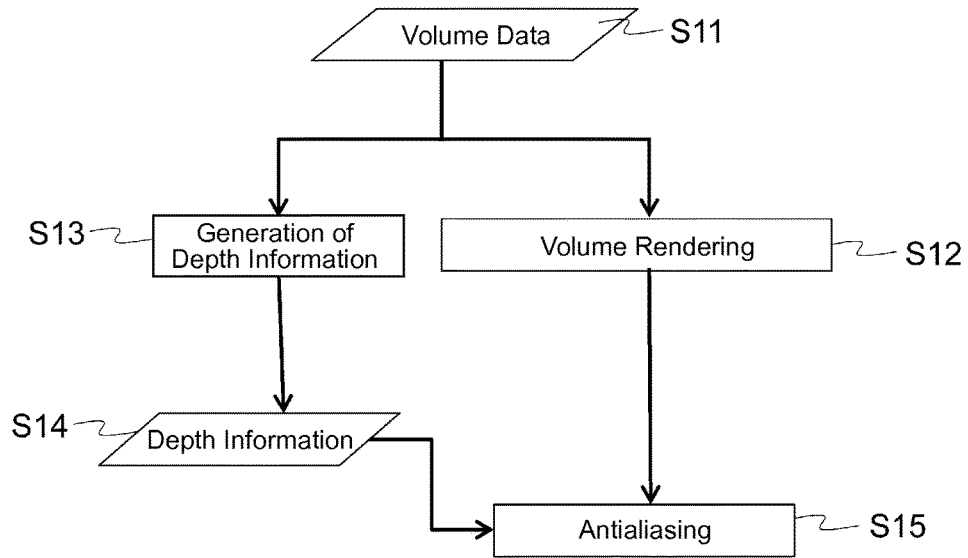 Volume Data
S11
S13
Generation of
Depth Information
Volume Rendering
S12
S14
Depth Information
Antialiasing
S15